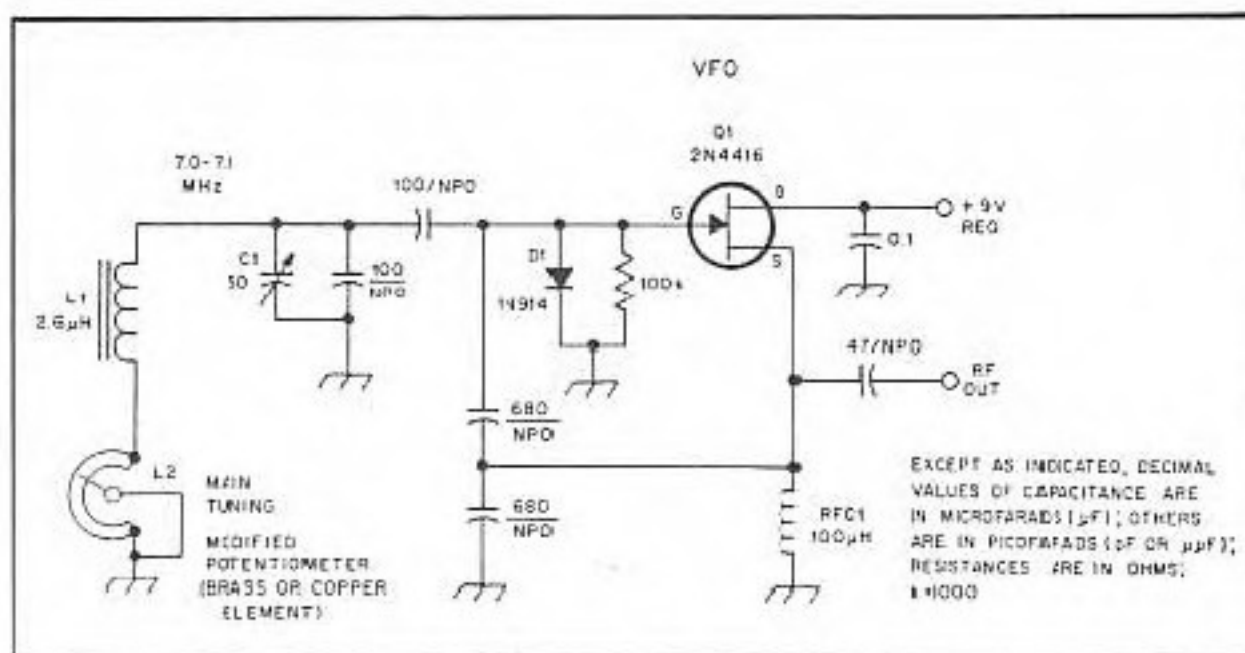 VFO
Q1
2N4416
7.0-7.1
MHz
100/NPO
D
G
S
+9V
REG
0.1
C1
50
100
NPO
D1
1N914
100k
L1
2.6µH
47/NPO
RF
OUT
680
NPO
L2
MAIN
TUNING
MODIFIED
POTENTIOMETER
(BRASS OR COPPER
ELEMENT)
680
NPO
RFC1
100µH
EXCEPT AS INDICATED, DECIMAL
VALUES OF CAPACITANCE ARE
IN MICROFARADS (µF); OTHERS
ARE IN PICOFARADS (pF OR µµF);
RESISTANCES ARE IN OHMS;
k=1000